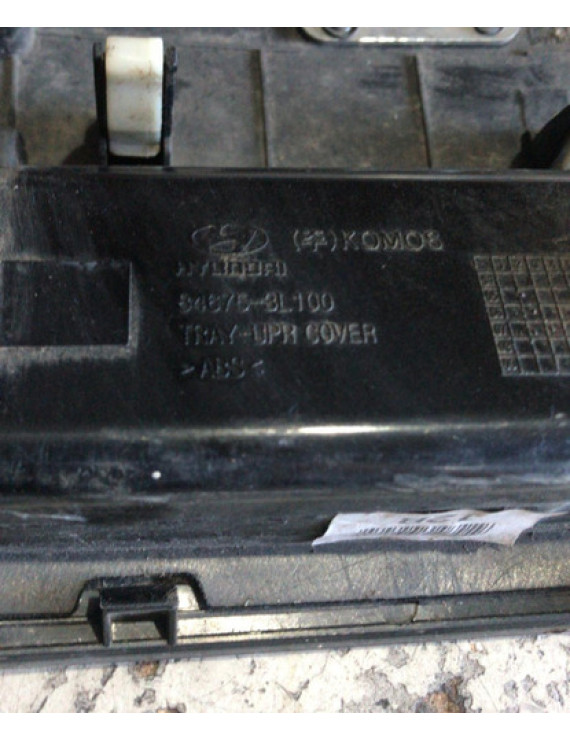 (주)KOMOS
HYUNDAI
84675-3L100
TRAY-UPR COVER
>ABS<